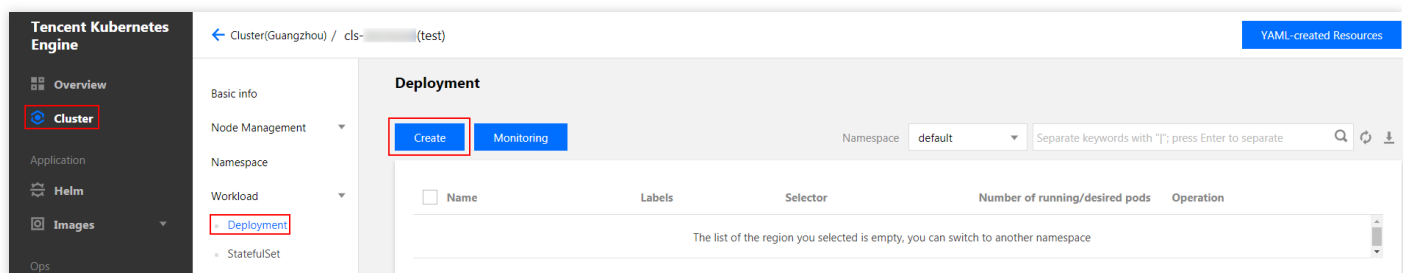 Tencent Kubernetes
Engine
Overview
Cluster
Application
Helm
Images
Ops
Cluster(Guangzhou) / cls- (test)
YAML-created Resources
Basic info
Node Management
Namespace
Workload
Deployment
StatefulSet
Deployment
Create Monitoring Namespace default Separate keywords with "|"; press Enter to separate
Name Labels Selector Number of running/desired pods Operation
The list of the region you selected is empty, you can switch to another namespace